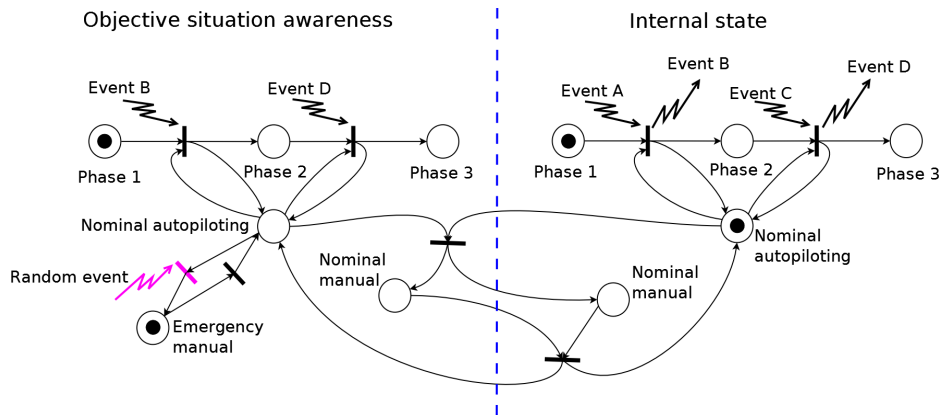 Objective situation awareness
Internal state
Event B
Event D
Event A
Event B
Event C
Event D
Phase 1
Phase 2
Phase 3
Phase 1
Phase 2
Phase 3
Nominal autopiloting
Nominal
autopiloting
Random event
Nominal
manual
Nominal
manual
Emergency
manual